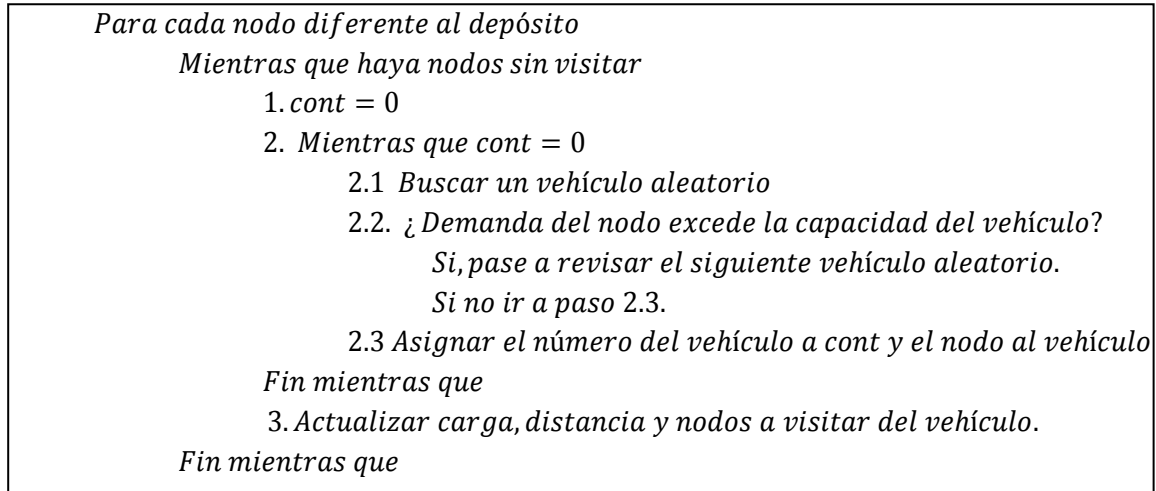 Para cada nodo diferente al depósito
Mientras que haya nodos sin visitar
1. cont = 0
2. Mientras que cont = 0
2.1 Buscar un vehículo aleatorio
2.2. ¿ Demanda del nodo excede la capacidad del vehículo?
Si, pase a revisar el siguiente vehículo aleatorio.
Si no ir a paso 2.3.
2.3 Asignar el número del vehículo a cont y el nodo al vehículo
Fin mientras que
3. Actualizar carga, distancia y nodos a visitar del vehículo.
Fin mientras que